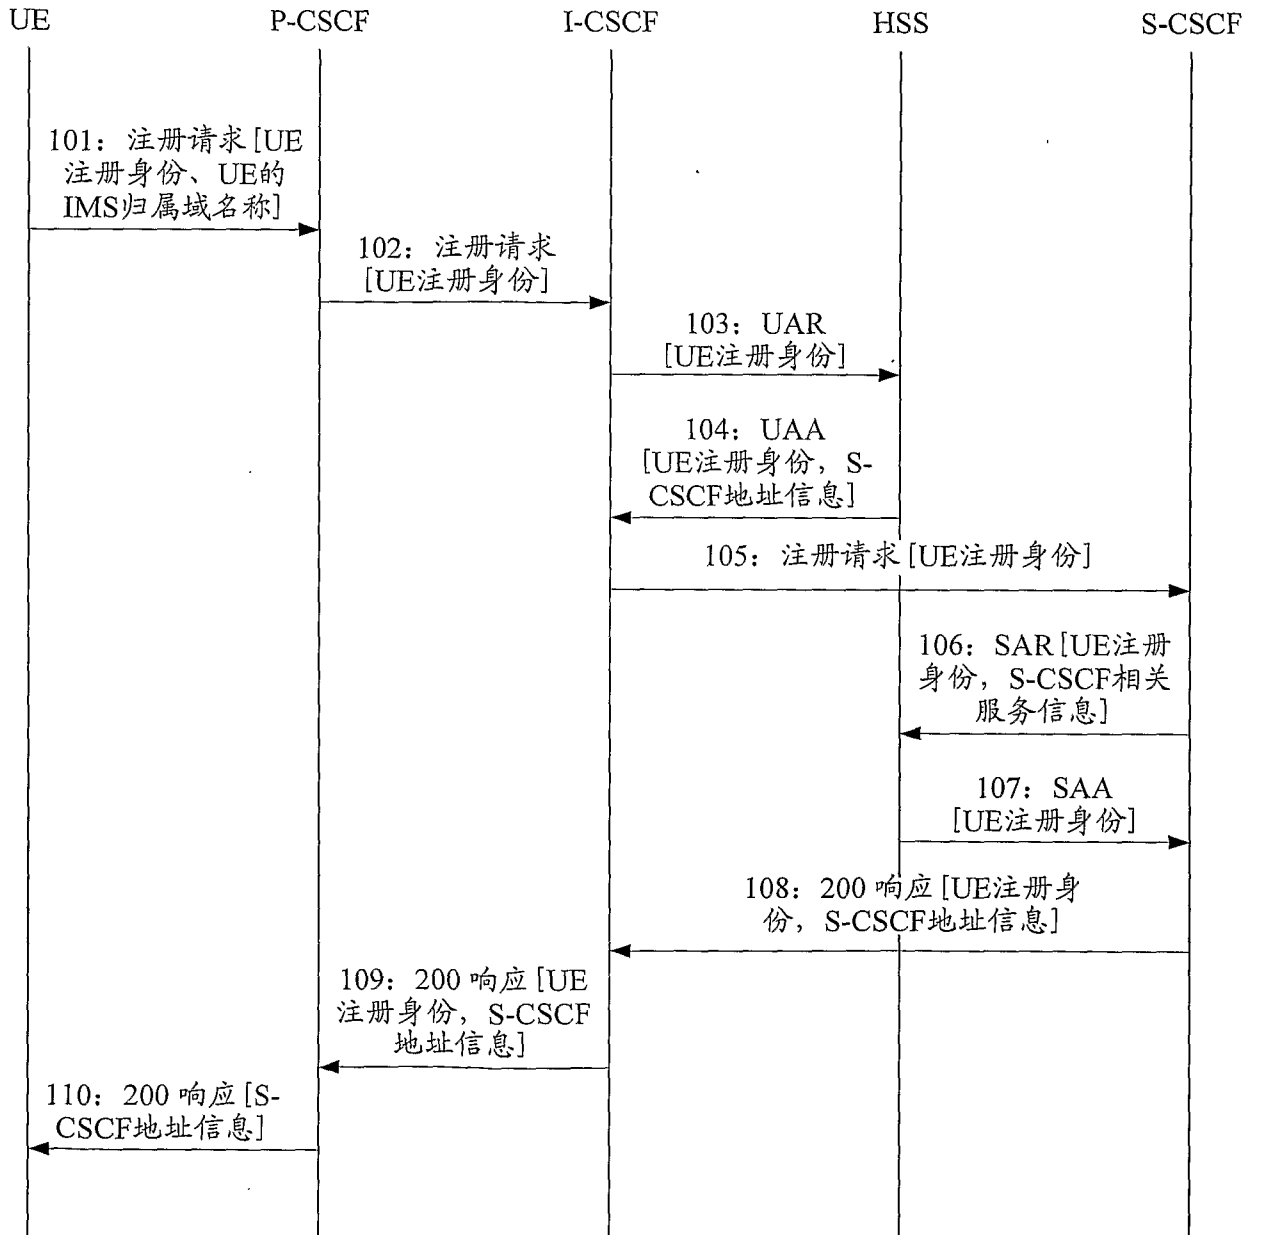 UE P-CSCF I-CSCF HSS S-CSCF
101：注册请求[UE
注册身份、UE的
IMS归属域名称]
102：注册请求
[UE注册身份]
103：UAR
[UE注册身份]
104：UAA
[UE注册身份，S-
CSCF地址信息]
105：注册请求[UE注册身份]
106：SAR[UE注册
身份，S-CSCF相关
服务信息]
107：SAA
[UE注册身份]
108：200 响应[UE注册身
份，S-CSCF地址信息]
109：200 响应[UE
注册身份，S-CSCF
地址信息]
110：200 响应[S-
CSCF地址信息]